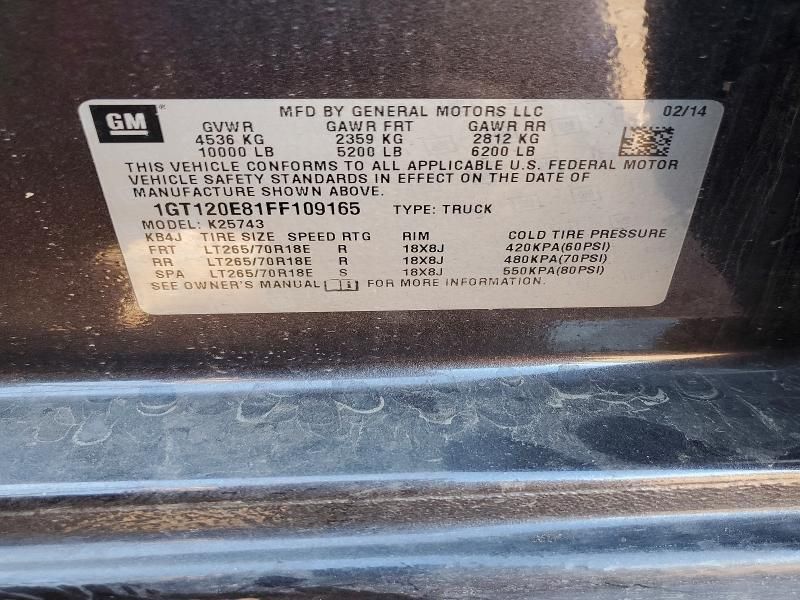 GM® MFD BY GENERAL MOTORS LLC 02/14
GVWR GAWR FRT GAWR RR
4536 KG 2359 KG 2812 KG
10000 LB 5200 LB 6200 LB
THIS VEHICLE CONFORMS TO ALL APPLICABLE U.S. FEDERAL MOTOR
VEHICLE SAFETY STANDARDS IN EFFECT ON THE DATE OF
MANUFACTURE SHOWN ABOVE.
1GT120E81FF109165 TYPE: TRUCK
MODEL: K25743
KB4J TIRE SIZE SPEED RTG RIM COLD TIRE PRESSURE
FRT LT265/70R18E R 18X8J 420KPA(60PSI)
RR LT265/70R18E R 18X8J 480KPA(70PSI)
SPA LT265/70R18E S 18X8J 550KPA(80PSI)
SEE OWNER'S MANUAL FOR MORE INFORMATION.